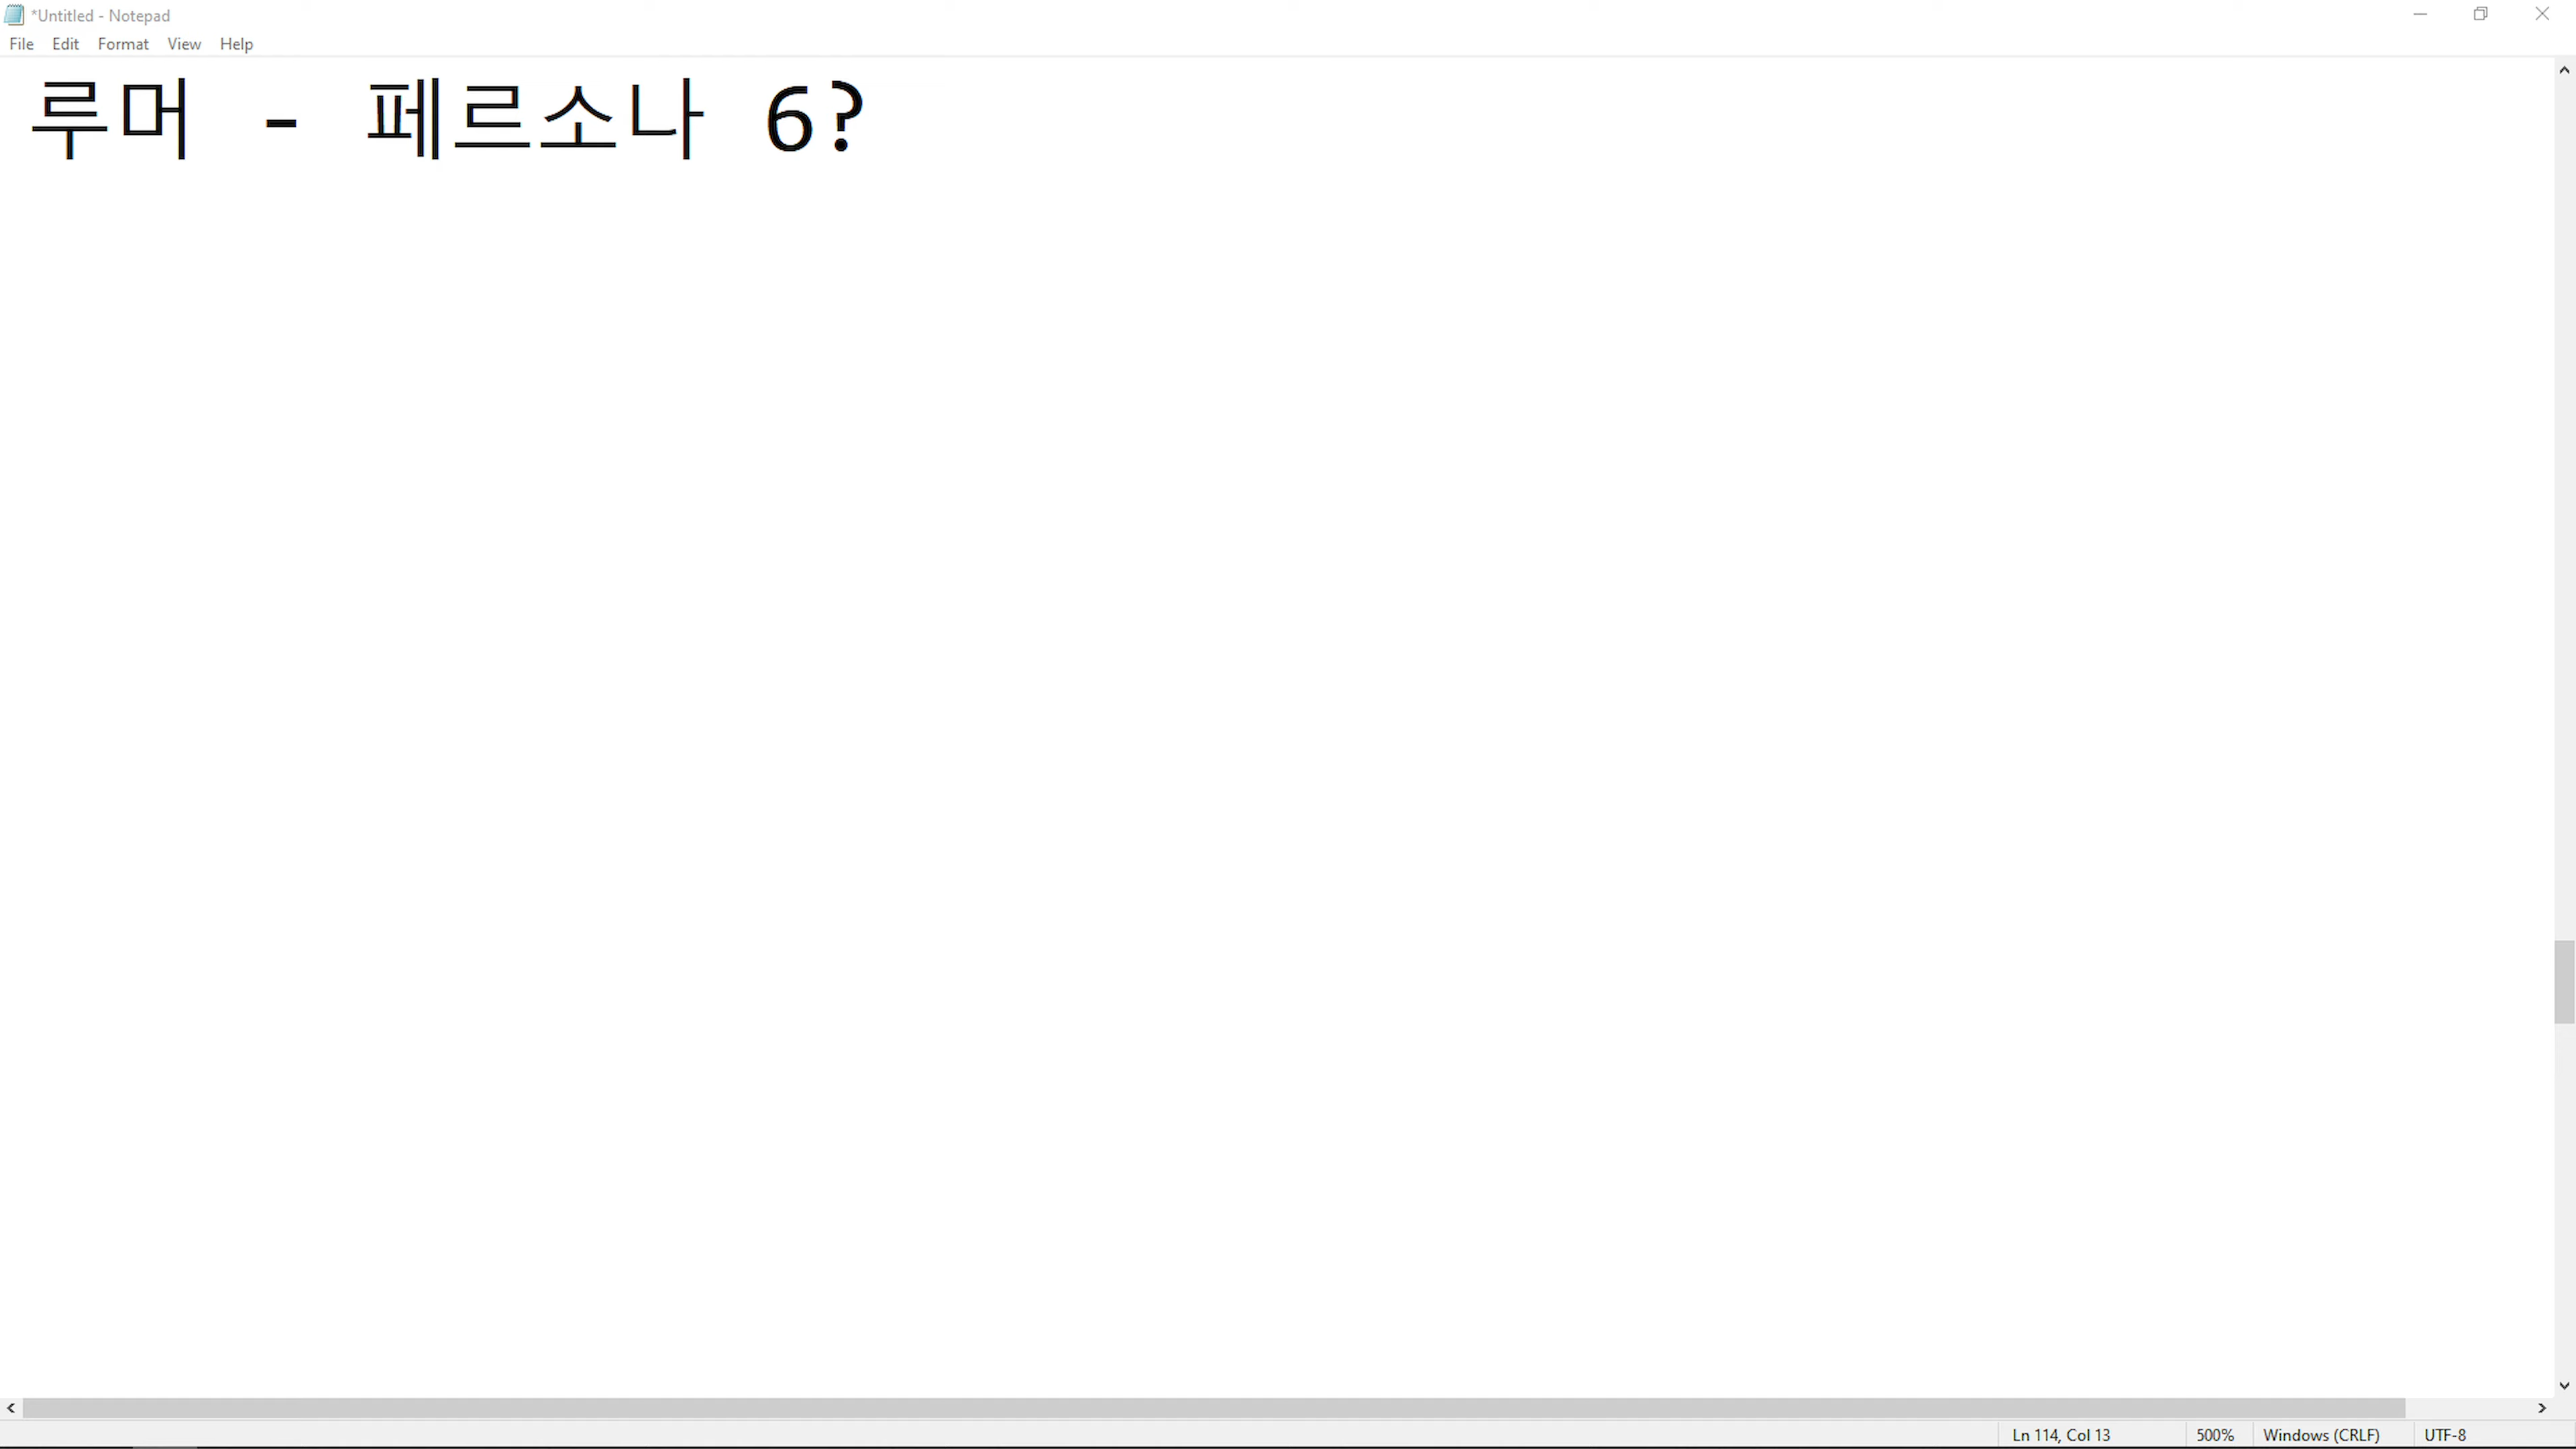 *Untitled - Notepad
File Edit Format View Help
루머 - 페르소나 6?
Ln 114, Col 13 500% Windows (CRLF) UTF-8